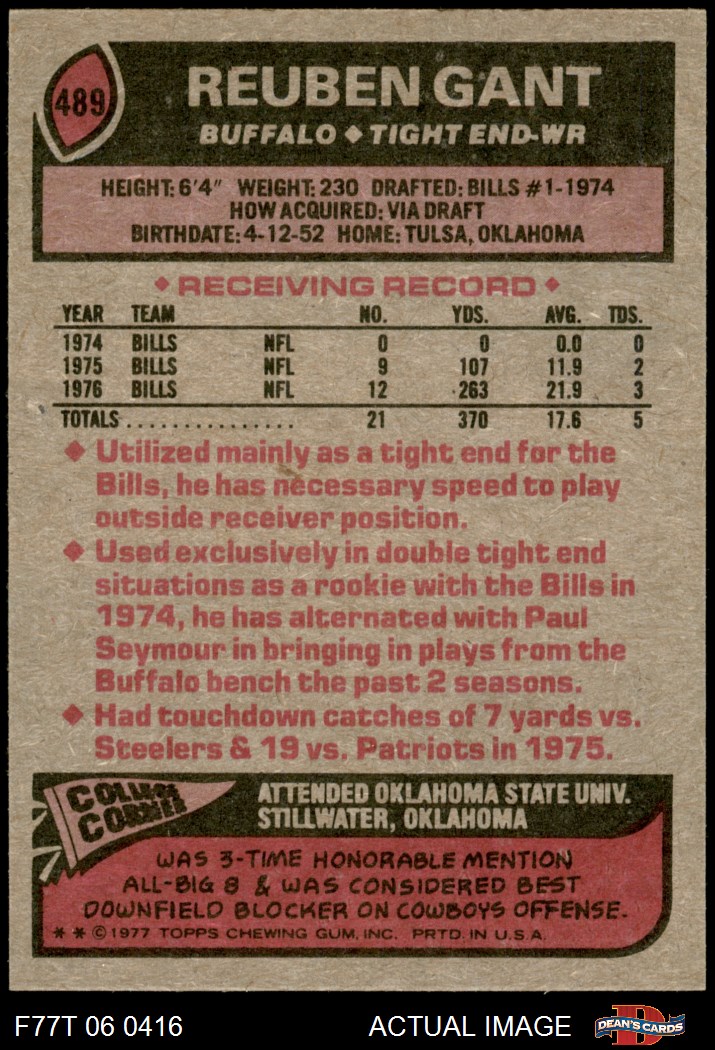 489
REUBEN GANT
BUFFALO ◆ TIGHT END-WR
HEIGHT: 6'4" WEIGHT: 230 DRAFTED: BILLS #1-1974
HOW ACQUIRED: VIA DRAFT
BIRTHDATE: 4-12-52 HOME: TULSA, OKLAHOMA
◆ RECEIVING RECORD ◆
YEAR TEAM NO. YDS. AVG. TDS.
1974 BILLS NFL 0 0 0.0 0
1975 BILLS NFL 9 107 11.9 2
1976 BILLS NFL 12 263 21.9 3
TOTALS............... 21 370 17.6 5
◆ Utilized mainly as a tight end for the
Bills, he has necessary speed to play
outside receiver position.
◆ Used exclusively in double tight end
situations as a rookie with the Bills in
1974, he has alternated with Paul
Seymour in bringing in plays from the
Buffalo bench the past 2 seasons.
◆ Had touchdown catches of 7 yards vs.
Steelers & 19 vs. Patriots in 1975.
COLLEGE
CORNER
ATTENDED OKLAHOMA STATE UNIV.
STILLWATER, OKLAHOMA
WAS 3-TIME HONORABLE MENTION
ALL-BIG 8 & WAS CONSIDERED BEST
DOWNFIELD BLOCKER ON COWBOYS OFFENSE.
* * © 1977 TOPPS CHEWING GUM, INC. PRTD. IN U.S.A.
F77T 06 0416 ACTUAL IMAGE
D
DEAN'S CARDS